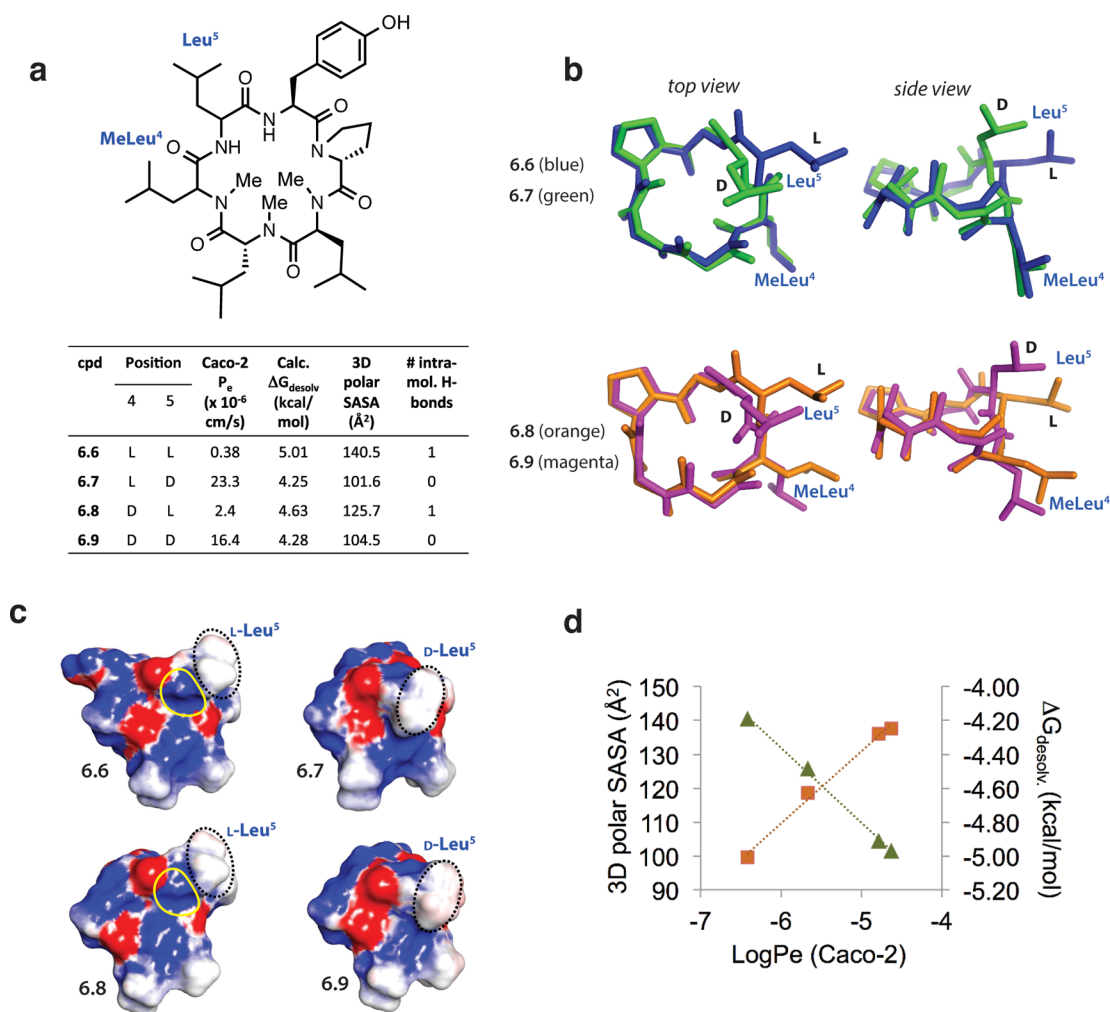 a
Leu⁵
OH
O
O
H
N
O
NH
N
MeLeu⁴
O
Me
Me
O
N
Me
N
O
N
O
cpd
Position
4 5
Caco-2
Pₑ
(x 10⁻⁶
cm/s)
Calc.
ΔG_desolv
(kcal/
mol)
3D
polar
SASA
(Å²)
# intra-
mol. H-
bonds
6.6 L L 0.38 5.01 140.5 1
6.7 L D 23.3 4.25 101.6 0
6.8 D L 2.4 4.63 125.7 1
6.9 D D 16.4 4.28 104.5 0
b
top view
side view
6.6 (blue)
6.7 (green)
L
D
Leu⁵
MeLeu⁴
D
Leu⁵
L
MeLeu⁴
6.8 (orange)
6.9 (magenta)
L
D
Leu⁵
MeLeu⁴
D
Leu⁵
L
MeLeu⁴
c
L-Leu⁵
6.6
D-Leu⁵
6.7
L-Leu⁵
6.8
D-Leu⁵
6.9
d
3D polar SASA (Å²)
150
140
130
120
110
100
90
-4.00
-4.20
-4.40
-4.60
-4.80
-5.00
-5.20
ΔG_desolv. (kcal/mol)
-7 -6 -5 -4
LogPe (Caco-2)